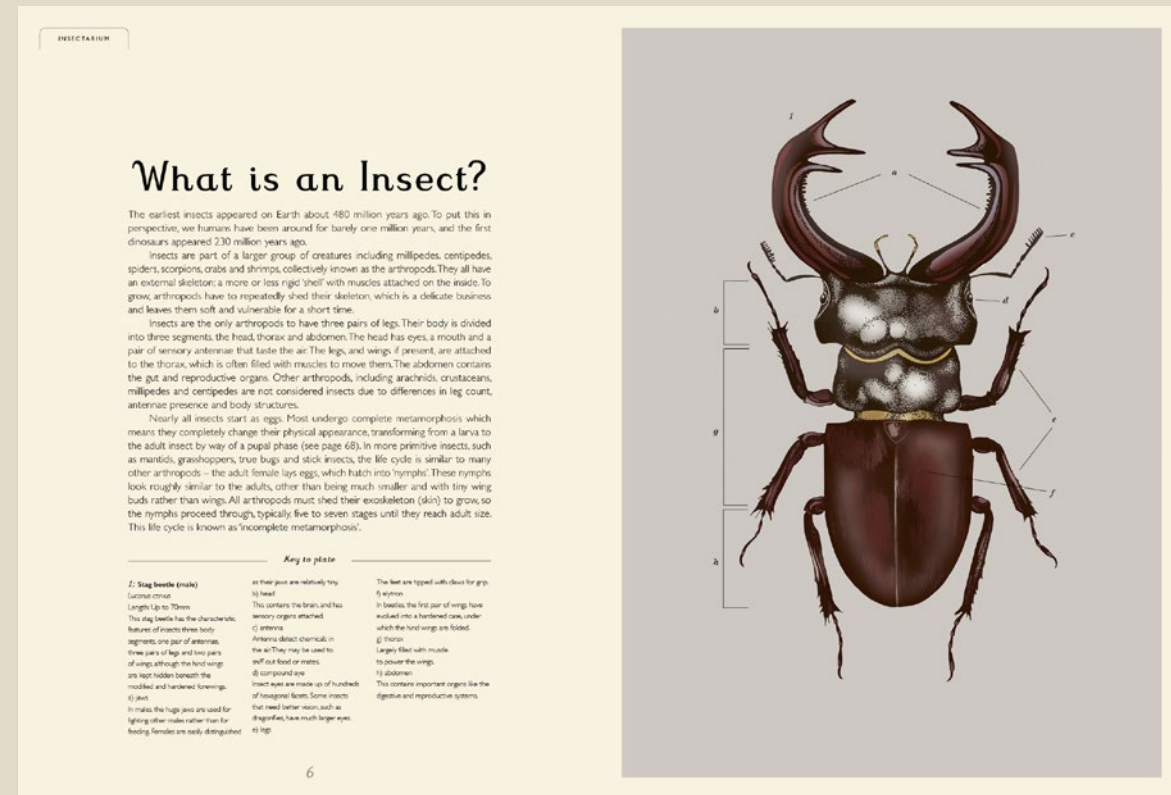 INSECTARIUM
What is an Insect?
The earliest insects appeared on Earth about 480 million years ago. To put this in
perspective, we humans have been around for barely one million years, and the first
dinosaurs appeared 230 million years ago.
Insects are part of a larger group of creatures including millipedes, centipedes,
spiders, scorpions, crabs and shrimps, collectively known as the arthropods. They all have
an external skeleton; a more or less rigid 'shell' with muscles attached on the inside. To
grow, arthropods have to repeatedly shed their skeleton, which is a delicate business
and leaves them soft and vulnerable for a short time.
Insects are the only arthropods to have three pairs of legs. Their body is divided
into three segments, the head, thorax and abdomen. The head has eyes, a mouth and a
pair of sensory antennae that taste the air. The legs, and wings if present, are attached
to the thorax, which is often filled with muscles to move them. The abdomen contains
the gut and reproductive organs. Other arthropods, including arachnids, crustaceans,
millipedes and centipedes are not considered insects due to differences in leg count,
antennae presence and body structures.
Nearly all insects start as eggs. Most undergo complete metamorphosis which
means they completely change their physical appearance, transforming from a larva to
the adult insect by way of a pupal phase (see page 68). In more primitive insects, such
as mantids, grasshoppers, true bugs and stick insects, the life cycle is similar to many
other arthropods – the adult female lays eggs, which hatch into 'nymphs'. These nymphs
look roughly similar to the adults, other than being much smaller and with tiny wing
buds rather than wings. All arthropods must shed their exoskeleton (skin) to grow, so
the nymphs proceed through, typically, five to seven stages until they reach adult size.
This life cycle is known as 'incomplete metamorphosis'.
Key to plate
1: Stag beetle (male)
Lucanus cervus
Length: Up to 70mm
This stag beetle has the characteristic
features of insects: three body
segments, one pair of antennae,
three pairs of legs and two pairs
of wings although the hind wings
are kept hidden beneath the
modified and hardened forewings.
a) jaws
In males, the huge jaws are used for
fighting other males rather than for
feeding. Females are easily distinguished
as their jaws are relatively tiny.
b) head
This contains the brain, and has
sensory organs attached.
c) antenna
Antenna detect chemicals in
the air. They may be used to
sniff out food or mates.
d) compound eye
Insect eyes are made up of hundreds
of hexagonal facets. Some insects
that need better vision, such as
dragonflies, have much larger eyes.
e) legs
The feet are tipped with claws for grip.
f) elytron
In beetles, the first pair of wings have
evolved into a hardened case, under
which the hind wings are folded.
g) thorax
Largely filled with muscle
to power the wings.
h) abdomen
This contains important organs like the
digestive and reproductive systems.
6
1
a
c
d
b
g
e
f
h